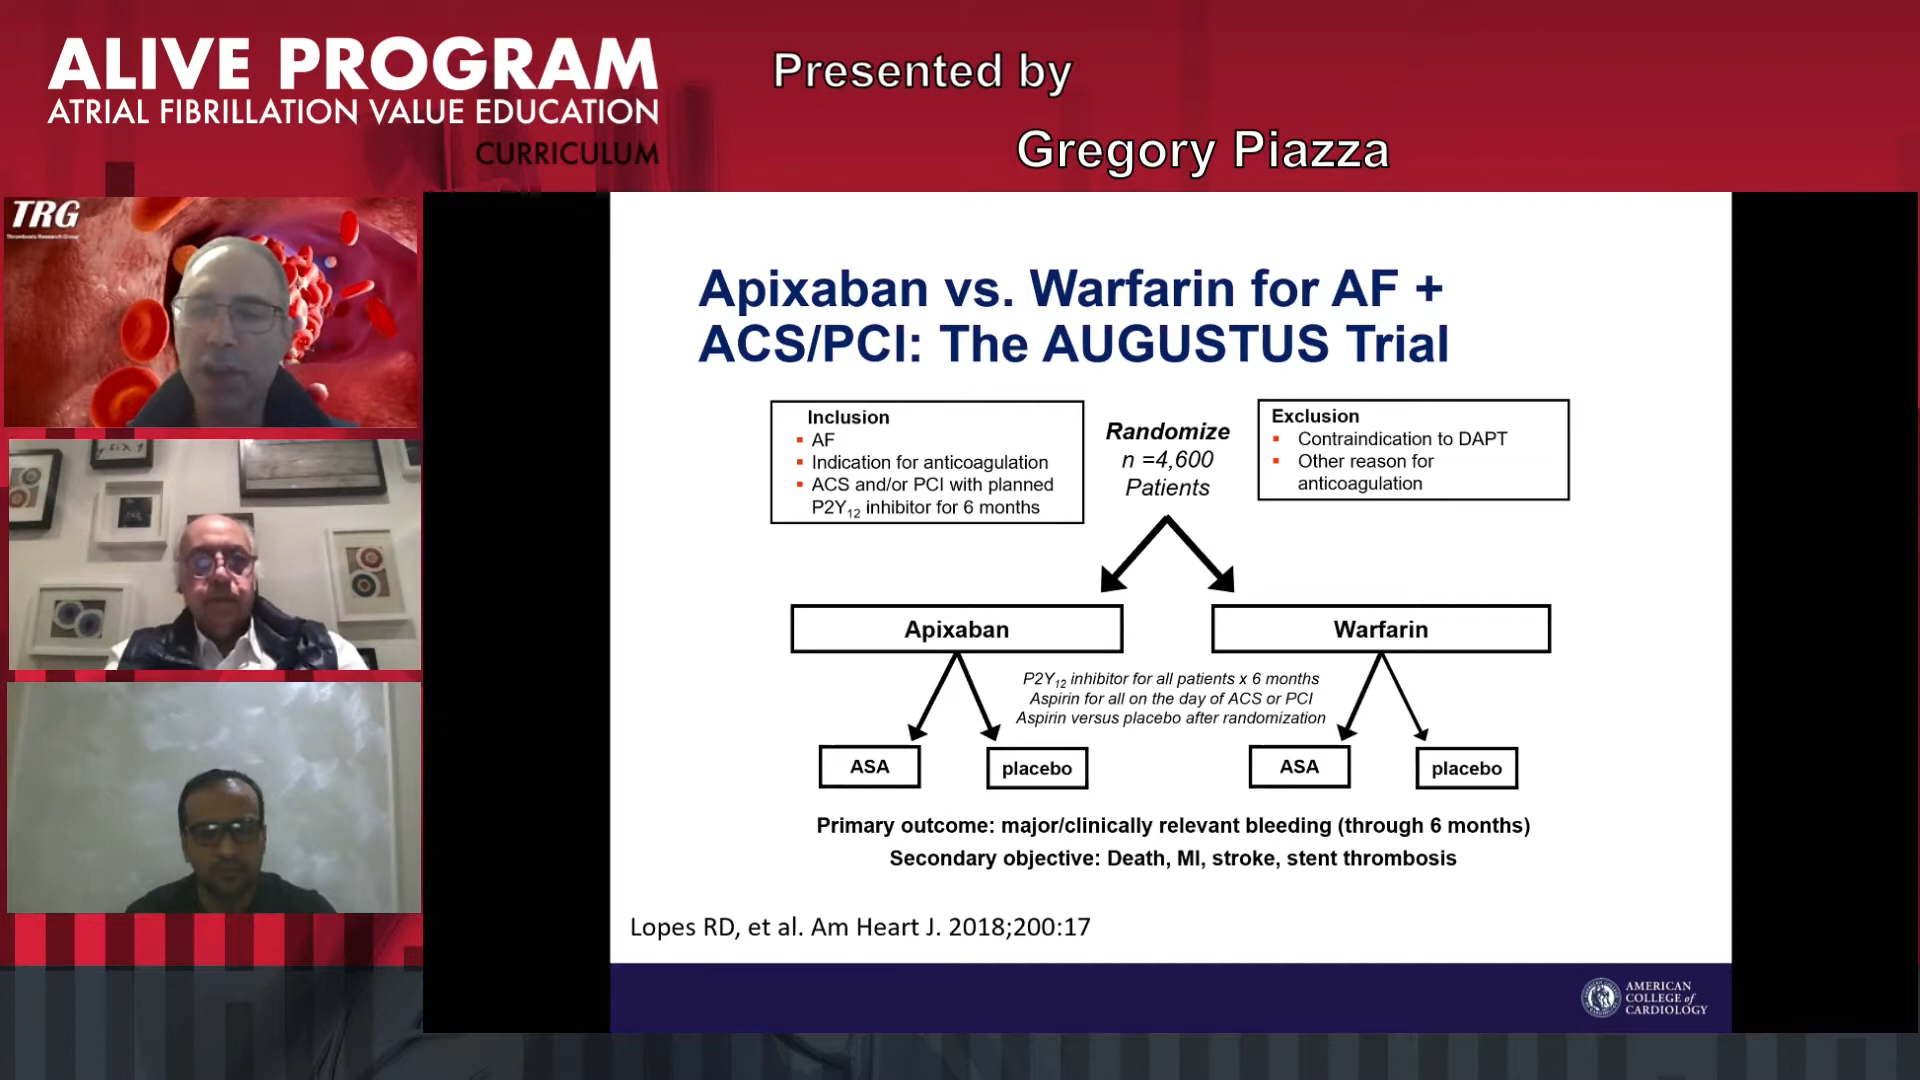 ALIVE PROGRAM
ATRIAL FIBRILLATION VALUE EDUCATION
CURRICULUM
Presented by
Gregory Piazza
TRG
Thrombosis Research Group
Apixaban vs. Warfarin for AF +
ACS/PCI: The AUGUSTUS Trial
Inclusion
▪ AF
▪ Indication for anticoagulation
▪ ACS and/or PCI with planned
P2Y12 inhibitor for 6 months
Randomize
n =4,600
Patients
Exclusion
▪ Contraindication to DAPT
▪ Other reason for
anticoagulation
Apixaban
Warfarin
P2Y12 inhibitor for all patients x 6 months
Aspirin for all on the day of ACS or PCI
Aspirin versus placebo after randomization
ASA
placebo
ASA
placebo
Primary outcome: major/clinically relevant bleeding (through 6 months)
Secondary objective: Death, MI, stroke, stent thrombosis
Lopes RD, et al. Am Heart J. 2018;200:17
AMERICAN
COLLEGE of
CARDIOLOGY